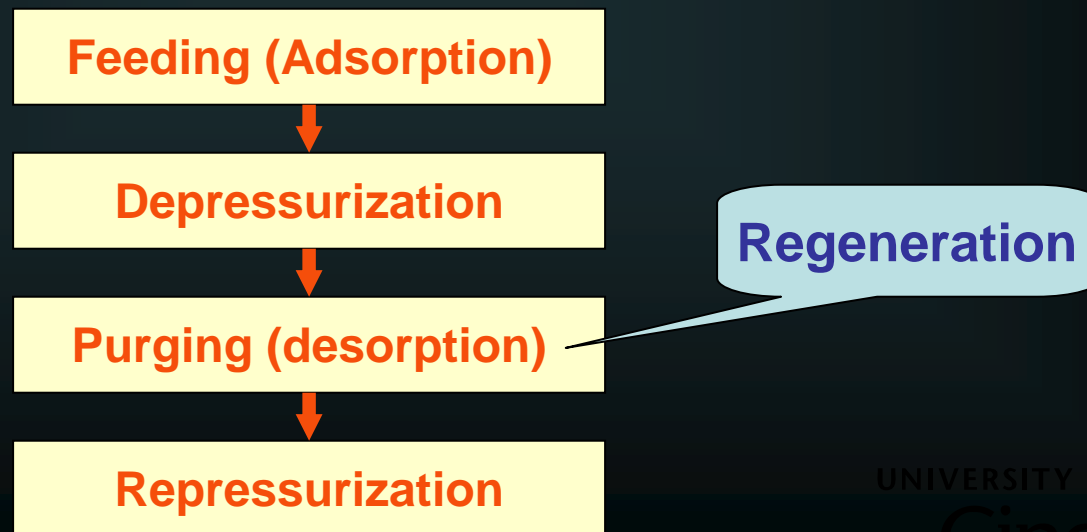 Feeding (Adsorption)
Depressurization
Regeneration
Purging (desorption)
Repressurization
UNIVERSITY